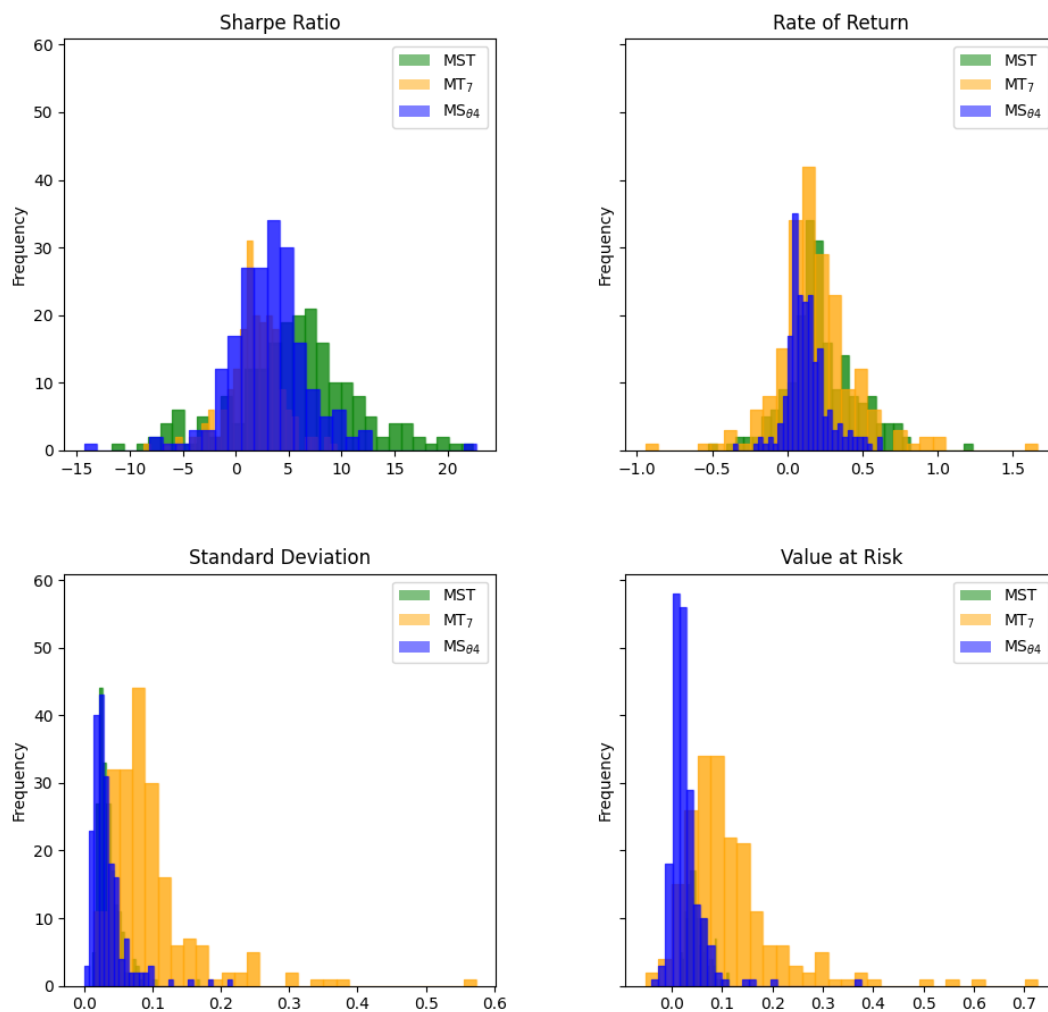 Sharpe Ratio
60
50
40
30
20
10
0
Frequency
-15
-10
-5
0
5
10
15
20
MST
MT₇
MS_θ4
Rate of Return
Frequency
-1.0
-0.5
0.0
0.5
1.0
1.5
MST
MT₇
MS_θ4
Standard Deviation
60
50
40
30
20
10
0
Frequency
0.0
0.1
0.2
0.3
0.4
0.5
0.6
MST
MT₇
MS_θ4
Value at Risk
Frequency
0.0
0.1
0.2
0.3
0.4
0.5
0.6
0.7
MST
MT₇
MS_θ4